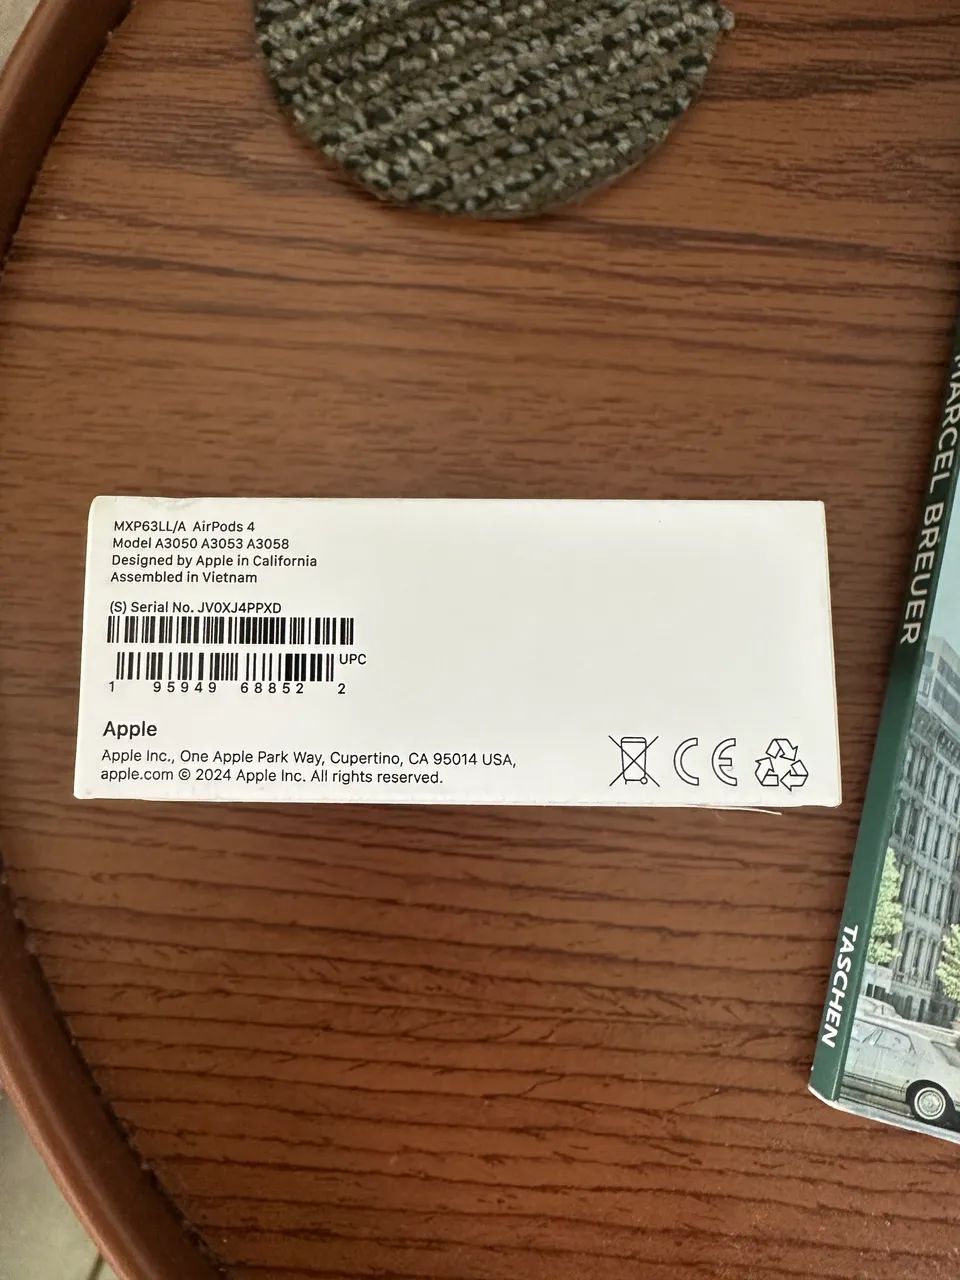 MXP63LL/A AirPods 4
Model A3050 A3053 A3058
Designed by Apple in California
Assembled in Vietnam
(S) Serial No. JV0XJ4PPXD
UPC
1 95949 68852 2
Apple
Apple Inc., One Apple Park Way, Cupertino, CA 95014 USA,
apple.com © 2024 Apple Inc. All rights reserved.
CE
MARCEL BREUER
TASCHEN